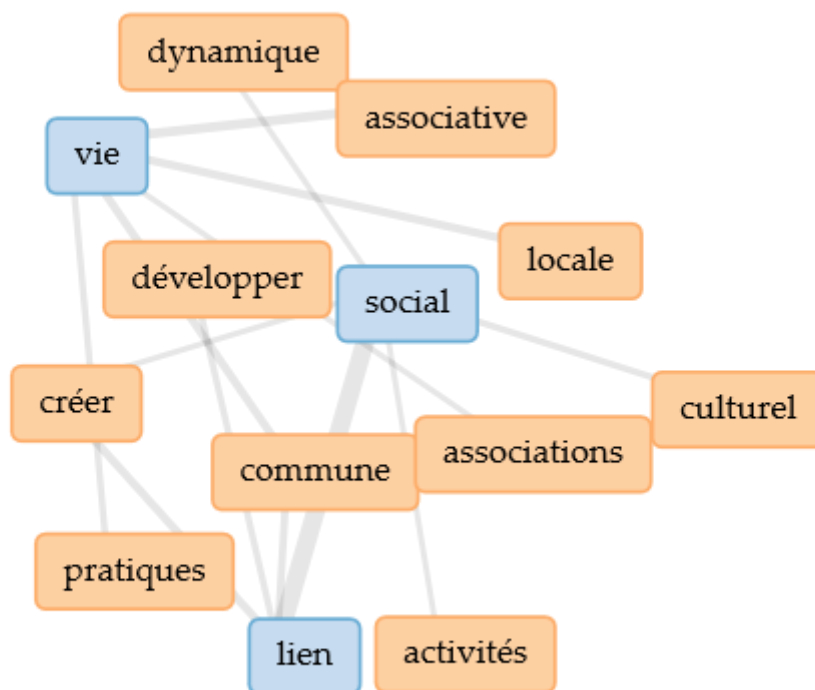 dynamique
associative
vie
locale
développer
social
créer
culturel
associations
commune
pratiques
lien
activités